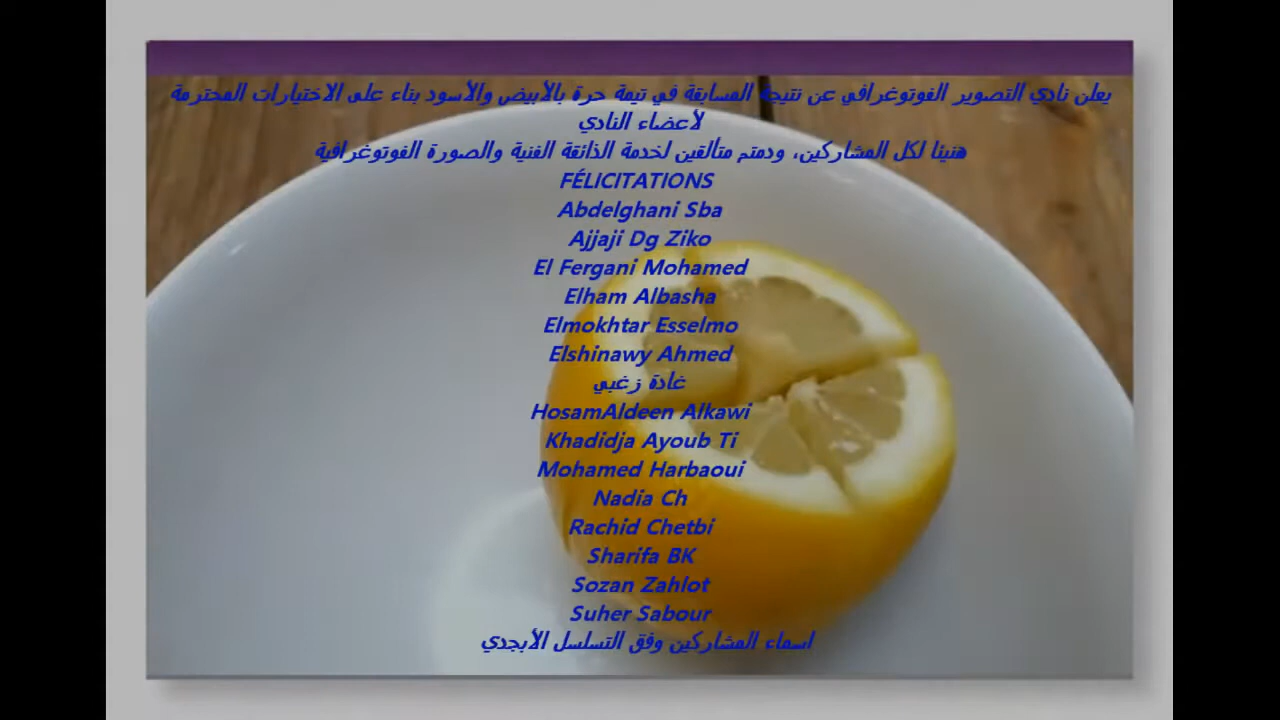 يعلن نادي التصوير الفوتوغرافي عن نتيجة المسابقة في تيمة حرة بالأبيض والأسود بناء على الاختيارات المحترمة
لأعضاء النادي
هنيئا لكل المشاركين، ودمتم متألقين لخدمة الذائقة الفنية والصورة الفوتوغرافية
FÉLICITATIONS
Abdelghani Sba
Ajjaji Dg Ziko
El Fergani Mohamed
Elham Albasha
Elmokhtar Esselmo
Elshinawy Ahmed
غادة زغبي
HosamAldeen Alkawi
Khadidja Ayoub Ti
Mohamed Harbaoui
Nadia Ch
Rachid Chetbi
Sharifa BK
Sozan Zahlot
Suher Sabour
اسماء المشاركين وفق التسلسل الأبجدي